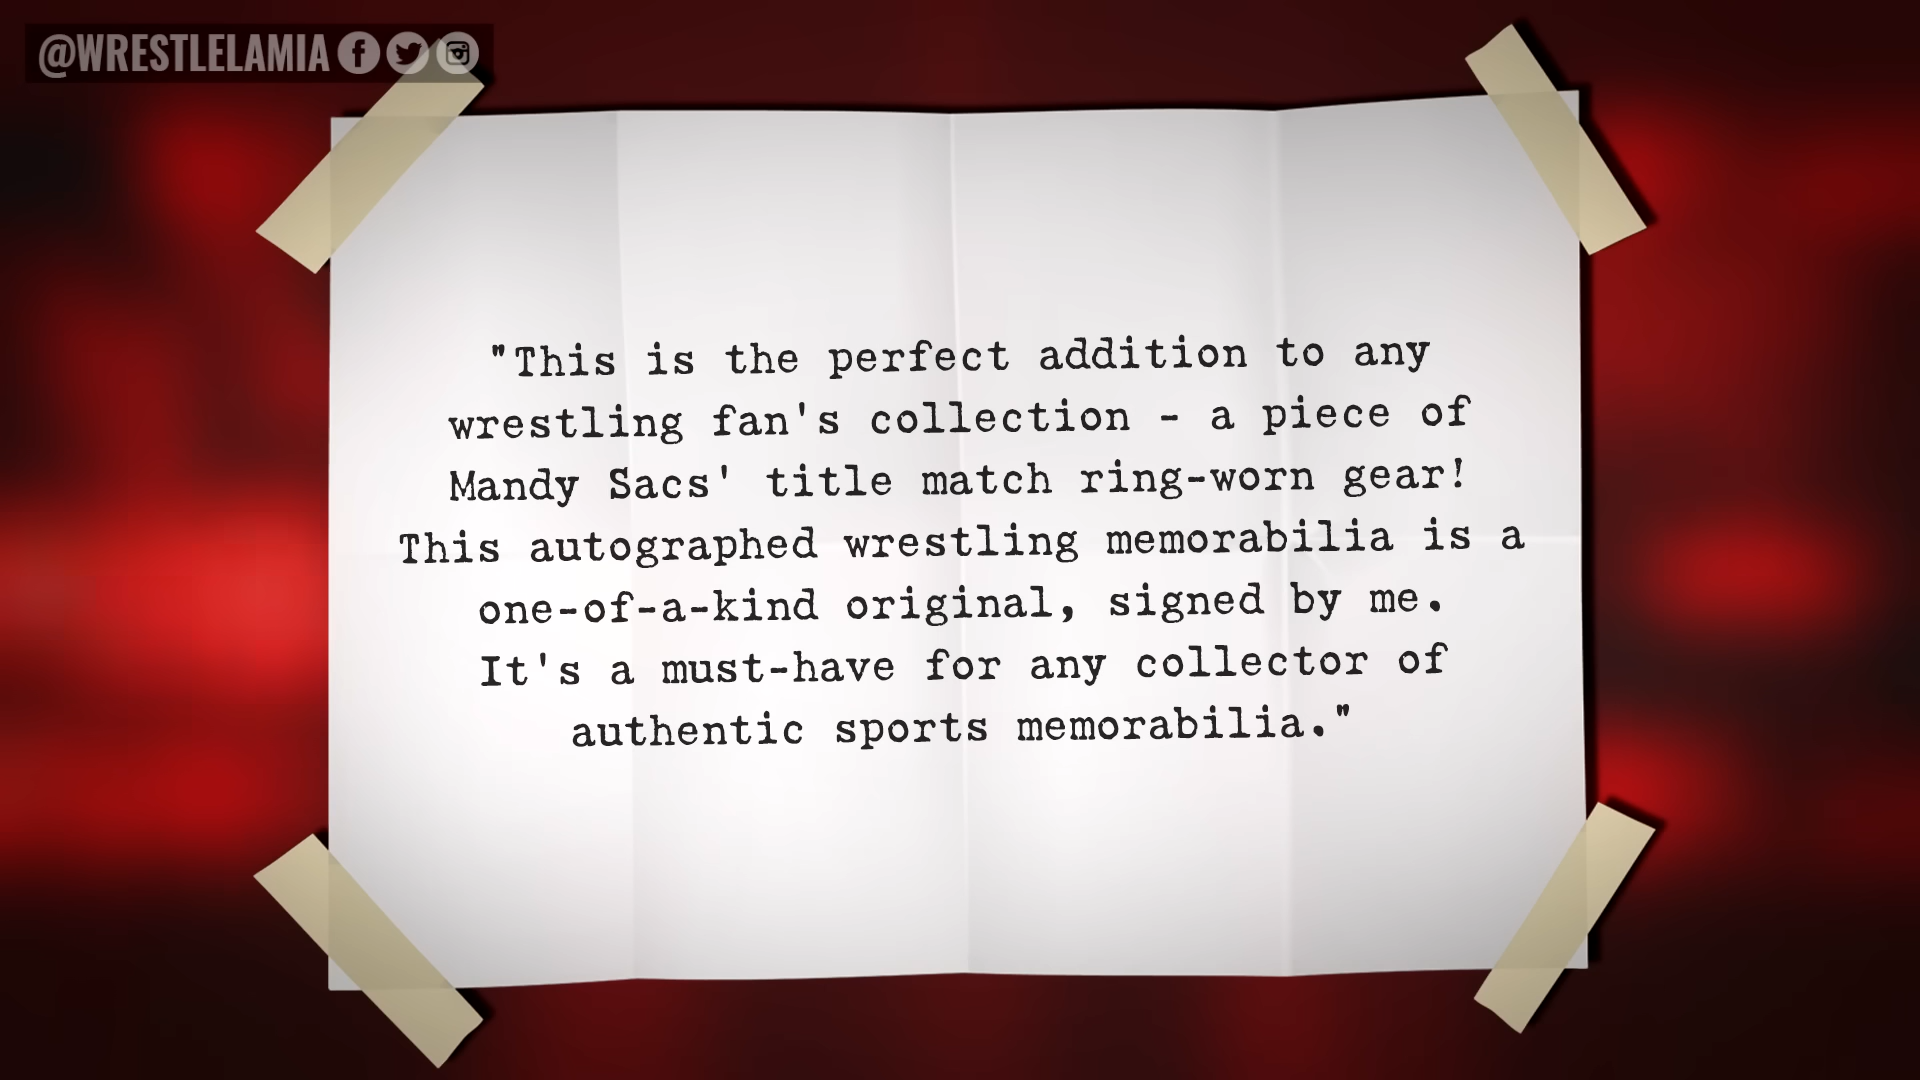 @WRESTLELAMIA
"This is the perfect addition to any
wrestling fan's collection - a piece of
Mandy Sacs' title match ring-worn gear!
This autographed wrestling memorabilia is a
one-of-a-kind original, signed by me.
It's a must-have for any collector of
authentic sports memorabilia."